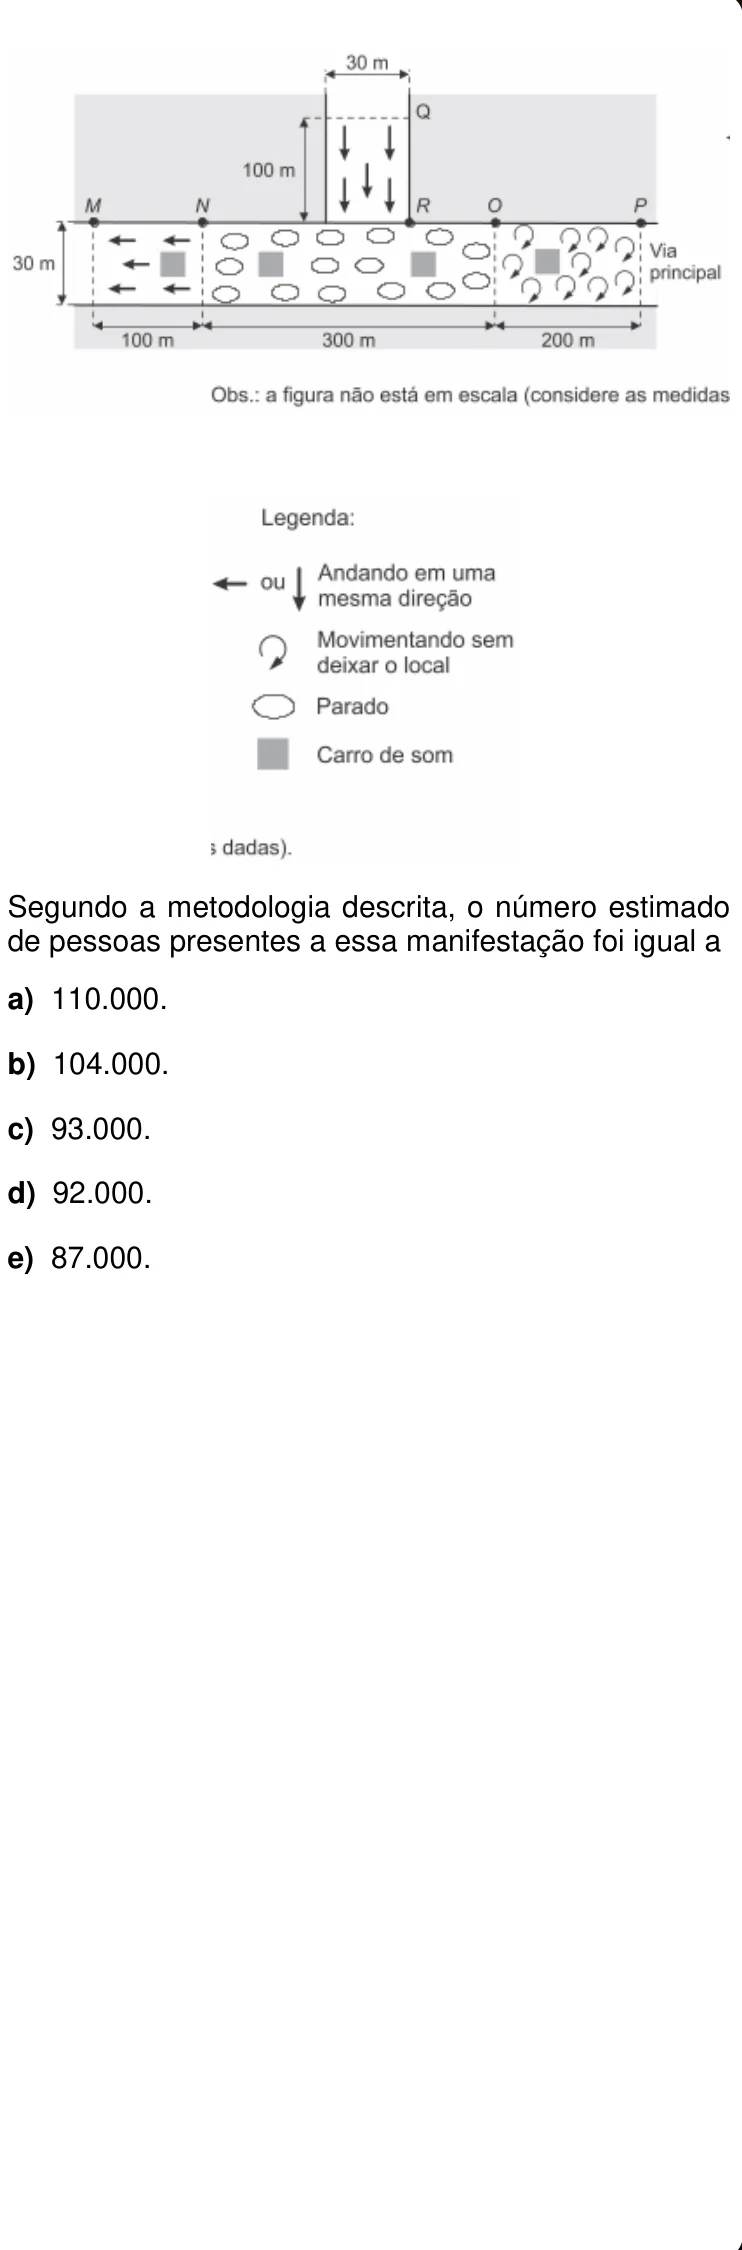 30 m
Q
100 m
M N R O P
30 m
Via
principal
100 m 300 m 200 m
Obs.: a figura não está em escala (considere as medidas
Legenda:
ou Andando em uma
mesma direção
Movimentando sem
deixar o local
Parado
Carro de som
s dadas).
Segundo a metodologia descrita, o número estimado
de pessoas presentes a essa manifestação foi igual a
a) 110.000.
b) 104.000.
c) 93.000.
d) 92.000.
e) 87.000.